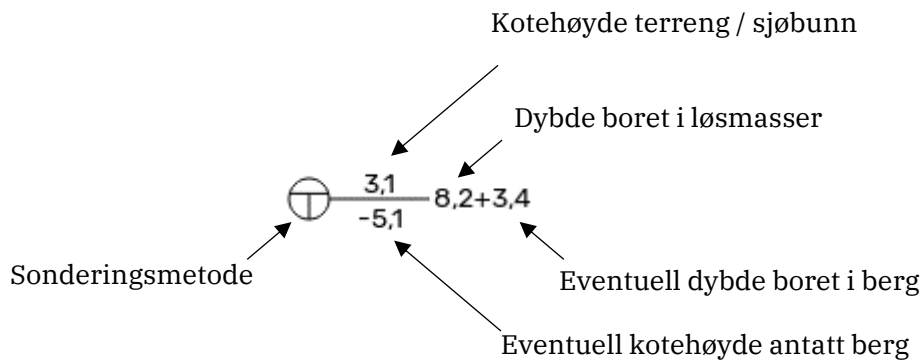 Kotehøyde terreng / sjøbunn
Dybde boret i løsmasser
3,1
8,2+3,4
-5,1
Sonderingsmetode
Eventuell dybde boret i berg
Eventuell kotehøyde antatt berg